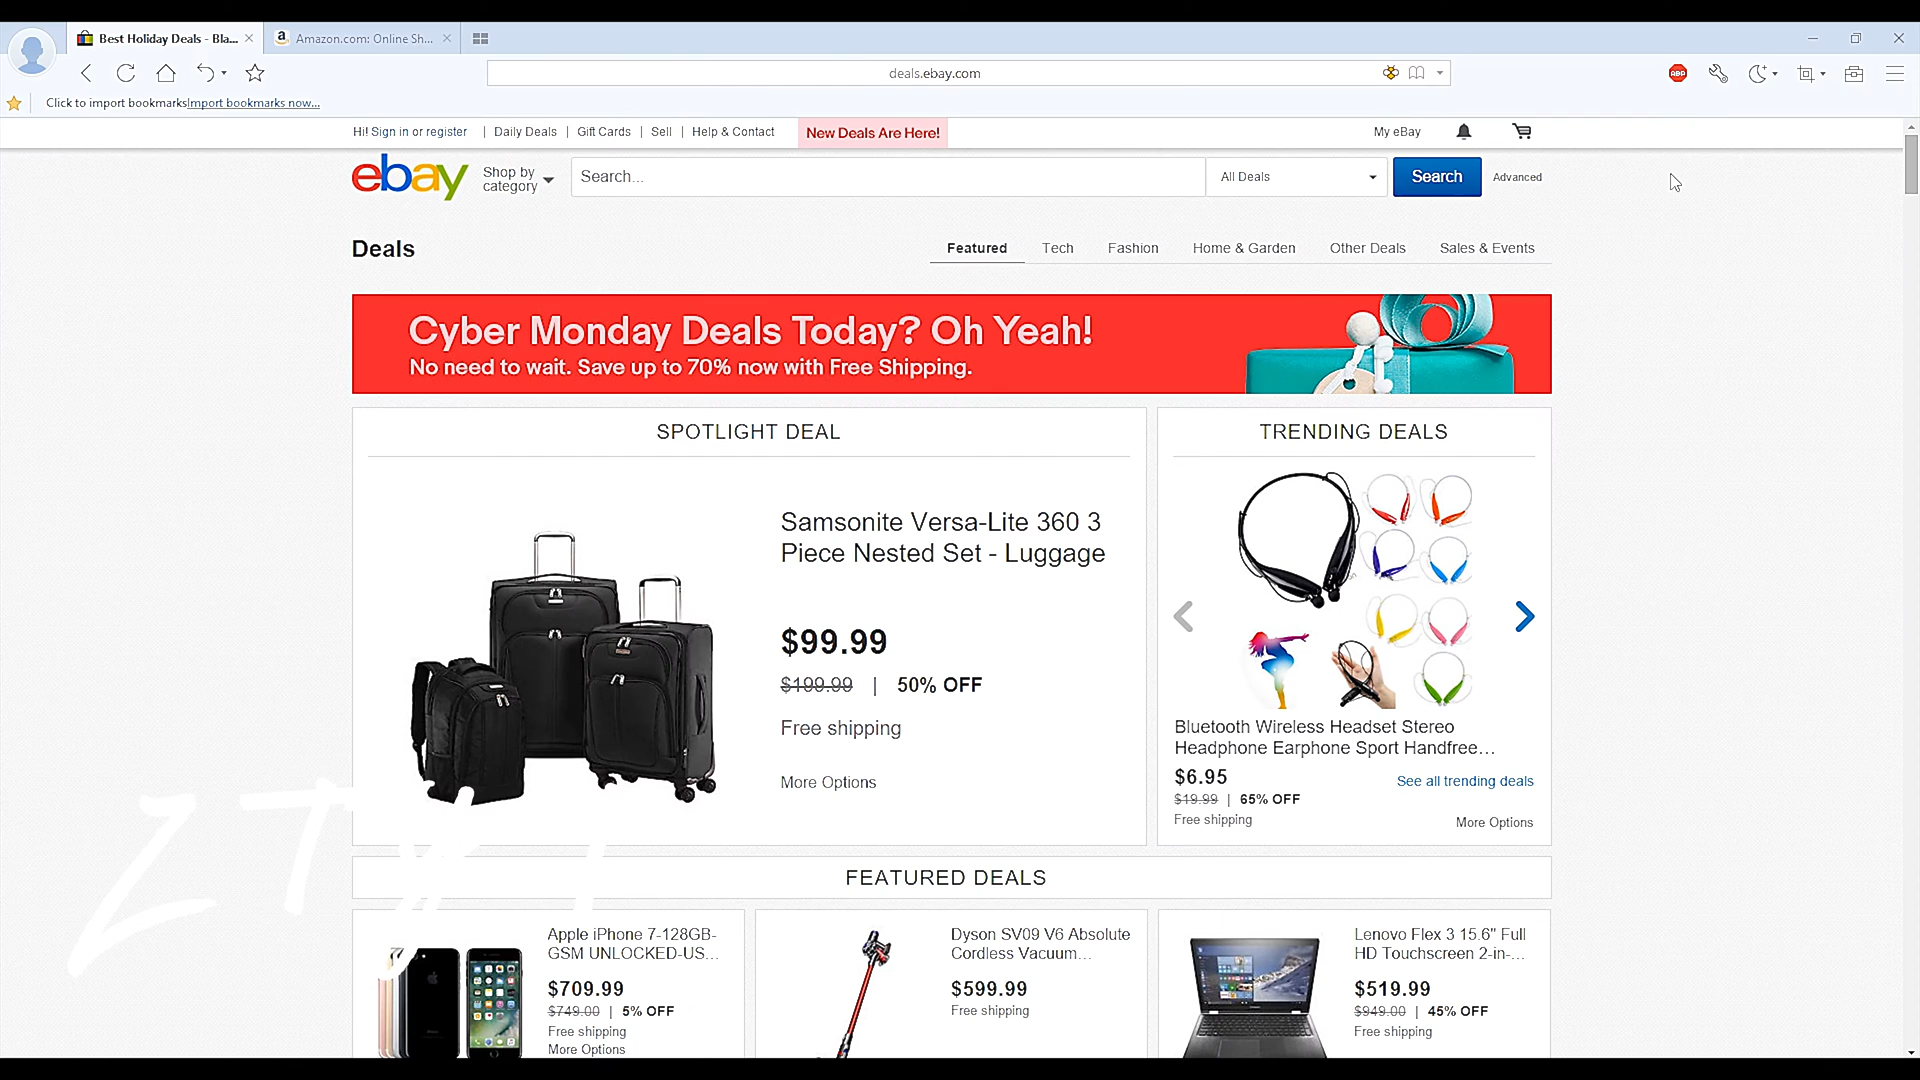 Best Holiday Deals - Bla...
Amazon.com: Online Sh...
deals.ebay.com
ABP
Click to import bookmarks Import bookmarks now...
Hi! Sign in or register | Daily Deals | Gift Cards | Sell | Help & Contact
New Deals Are Here!
My eBay
ebay
Shop by
category
Search...
All Deals
Search
Advanced
Deals
Featured
Tech
Fashion
Home & Garden
Other Deals
Sales & Events
Cyber Monday Deals Today? Oh Yeah!
No need to wait. Save up to 70% now with Free Shipping.
SPOTLIGHT DEAL
Samsonite Versa-Lite 360 3
Piece Nested Set - Luggage
$99.99
$199.99 | 50% OFF
Free shipping
More Options
TRENDING DEALS
Bluetooth Wireless Headset Stereo
Headphone Earphone Sport Handfree...
$6.95
See all trending deals
$19.99 | 65% OFF
Free shipping
More Options
FEATURED DEALS
Apple iPhone 7-128GB-
GSM UNLOCKED-US...
$709.99
$749.00 | 5% OFF
Free shipping
More Options
Dyson SV09 V6 Absolute
Cordless Vacuum...
$599.99
Free shipping
Lenovo Flex 3 15.6" Full
HD Touchscreen 2-in-...
$519.99
$949.00 | 45% OFF
Free shipping